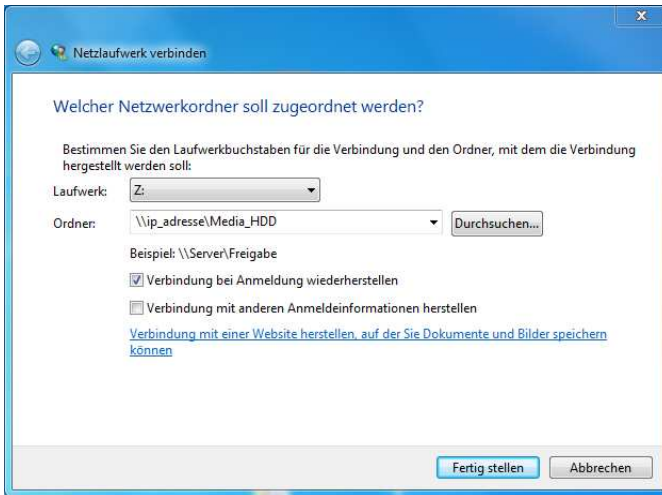 Netzlaufwerk verbinden
Welcher Netzwerkordner soll zugeordnet werden?
Bestimmen Sie den Laufwerkbuchstaben für die Verbindung und den Ordner, mit dem die Verbindung
hergestellt werden soll:
Laufwerk: Z:
Ordner: \\ip_adresse\Media_HDD Durchsuchen...
Beispiel: \\Server\Freigabe
Verbindung bei Anmeldung wiederherstellen
Verbindung mit anderen Anmeldeinformationen herstellen
Verbindung mit einer Website herstellen, auf der Sie Dokumente und Bilder speichern
können
Fertig stellen Abbrechen